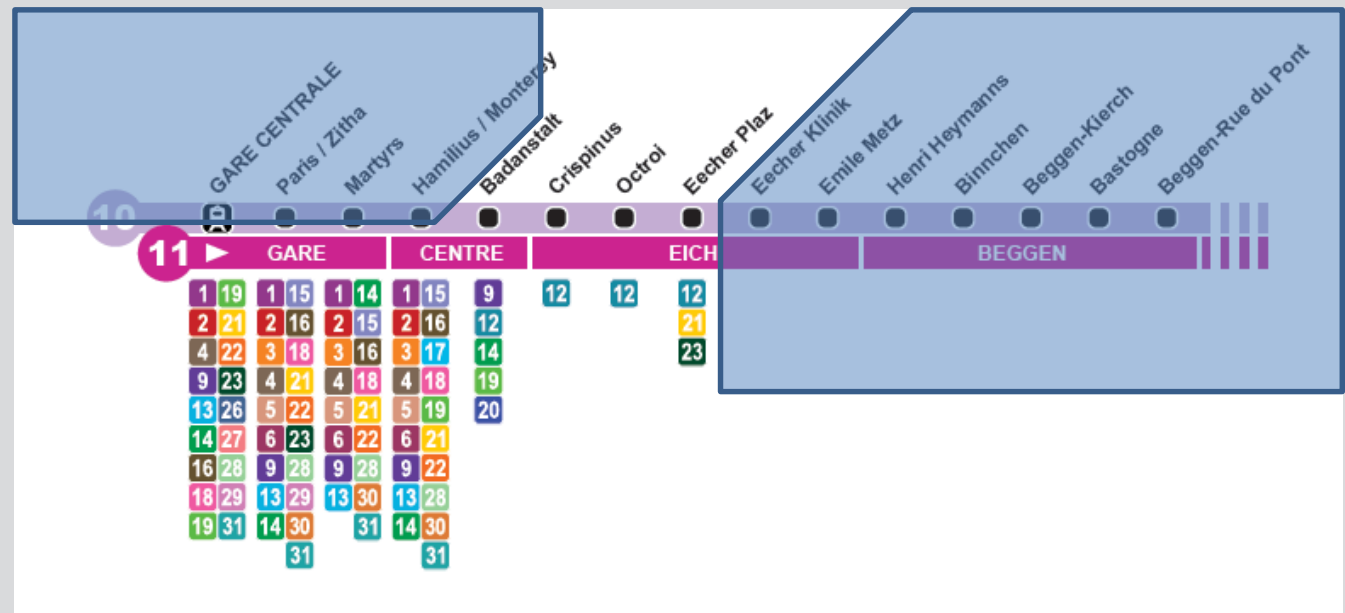 GARE CENTRALE
Paris / Zitha
Martyrs
Hamilius / Monterey
Badanstalt
Crispinus
Octroi
Eecher Plaz
Eecher Klinik
Emile Metz
Henri Heymanns
Binnchen
Beggen-Kierch
Bastogne
Beggen-Rue du Pont
10
11 GARE CENTRE EICH BEGGEN
1 19 1 15 1 14 1 15 9 12 12 12
2 21 2 16 2 15 2 16 12 21
4 22 3 18 3 16 3 17 14 23
9 23 4 21 4 18 4 18 19
13 26 5 22 5 21 5 19 20
14 27 6 23 6 22 6 21
16 28 9 28 9 28 9 22
18 29 13 29 13 30 13 28
19 31 14 30 31 14 30
31 31